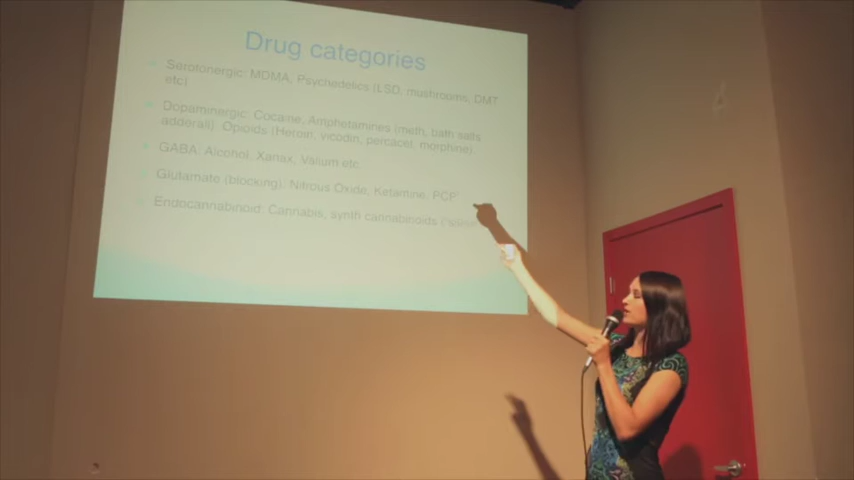 Drug categories
Serotonergic: MDMA, Psychedelics (LSD, mushrooms, DMT
etc)
Dopaminergic: Cocaine, Amphetamines (meth, bath salts
adderall), Opioids (Heroin, vicodin, percacet, morphine)
GABA: Alcohol, Xanax, Valium etc
Glutamate (blocking): Nitrous Oxide, Ketamine, PCP
Endocannabinoid: Cannabis, synth cannabinoids